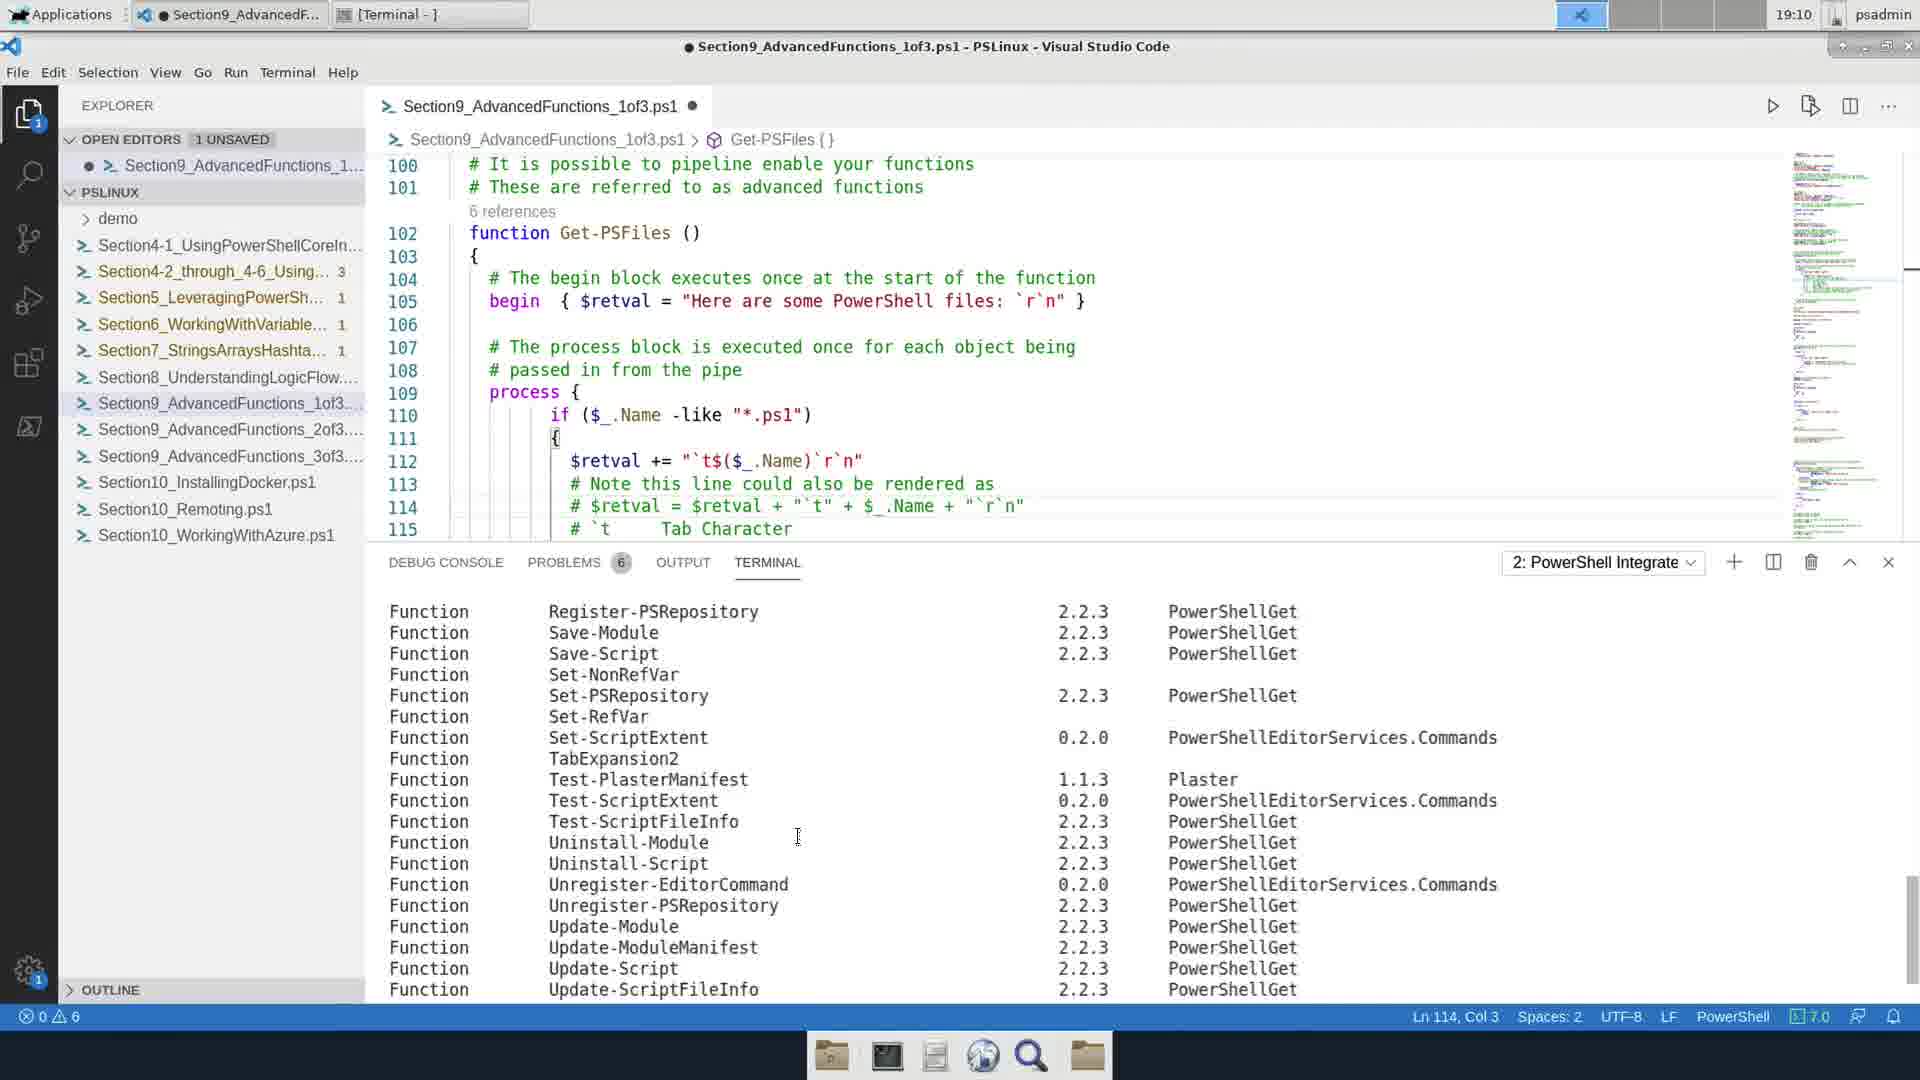 Applications
Section9_AdvancedF...
[Terminal - ]
19:10
psadmin
● Section9_AdvancedFunctions_1of3.ps1 - PSLinux - Visual Studio Code
File Edit Selection View Go Run Terminal Help
EXPLORER
OPEN EDITORS 1 UNSAVED
Section9_AdvancedFunctions_1...
PSLINUX
demo
Section4-1_UsingPowerShellCoreIn...
Section4-2_through_4-6_Using... 3
Section5_LeveragingPowerSh... 1
Section6_WorkingWithVariable... 1
Section7_StringsArraysHashta... 1
Section8_UnderstandingLogicFlow....
Section9_AdvancedFunctions_1of3....
Section9_AdvancedFunctions_2of3....
Section9_AdvancedFunctions_3of3....
Section10_InstallingDocker.ps1
Section10_Remoting.ps1
Section10_WorkingWithAzure.ps1
OUTLINE
1
1
Section9_AdvancedFunctions_1of3.ps1 ●
Section9_AdvancedFunctions_1of3.ps1 > Get-PSFiles { }
100 # It is possible to pipeline enable your functions
101 # These are referred to as advanced functions
6 references
102 function Get-PSFiles ()
103 {
104 # The begin block executes once at the start of the function
105 begin { $retval = "Here are some PowerShell files: `r`n" }
106
107 # The process block is executed once for each object being
108 # passed in from the pipe
109 process {
110 if ($_.Name -like "*.ps1")
111 {
112 $retval += "`t$($_.Name)`r`n"
113 # Note this line could also be rendered as
114 # $retval = $retval + "`t" + $_.Name + "`r`n"
115 # `t Tab Character
DEBUG CONSOLE PROBLEMS 6 OUTPUT TERMINAL
2: PowerShell Integrate
Function Register-PSRepository 2.2.3 PowerShellGet
Function Save-Module 2.2.3 PowerShellGet
Function Save-Script 2.2.3 PowerShellGet
Function Set-NonRefVar
Function Set-PSRepository 2.2.3 PowerShellGet
Function Set-RefVar
Function Set-ScriptExtent 0.2.0 PowerShellEditorServices.Commands
Function TabExpansion2
Function Test-PlasterManifest 1.1.3 Plaster
Function Test-ScriptExtent 0.2.0 PowerShellEditorServices.Commands
Function Test-ScriptFileInfo 2.2.3 PowerShellGet
Function Uninstall-Module 2.2.3 PowerShellGet
Function Uninstall-Script 2.2.3 PowerShellGet
Function Unregister-EditorCommand 0.2.0 PowerShellEditorServices.Commands
Function Unregister-PSRepository 2.2.3 PowerShellGet
Function Update-Module 2.2.3 PowerShellGet
Function Update-ModuleManifest 2.2.3 PowerShellGet
Function Update-Script 2.2.3 PowerShellGet
Function Update-ScriptFileInfo 2.2.3 PowerShellGet
0 6
Ln 114, Col 3 Spaces: 2 UTF-8 LF PowerShell 7.0